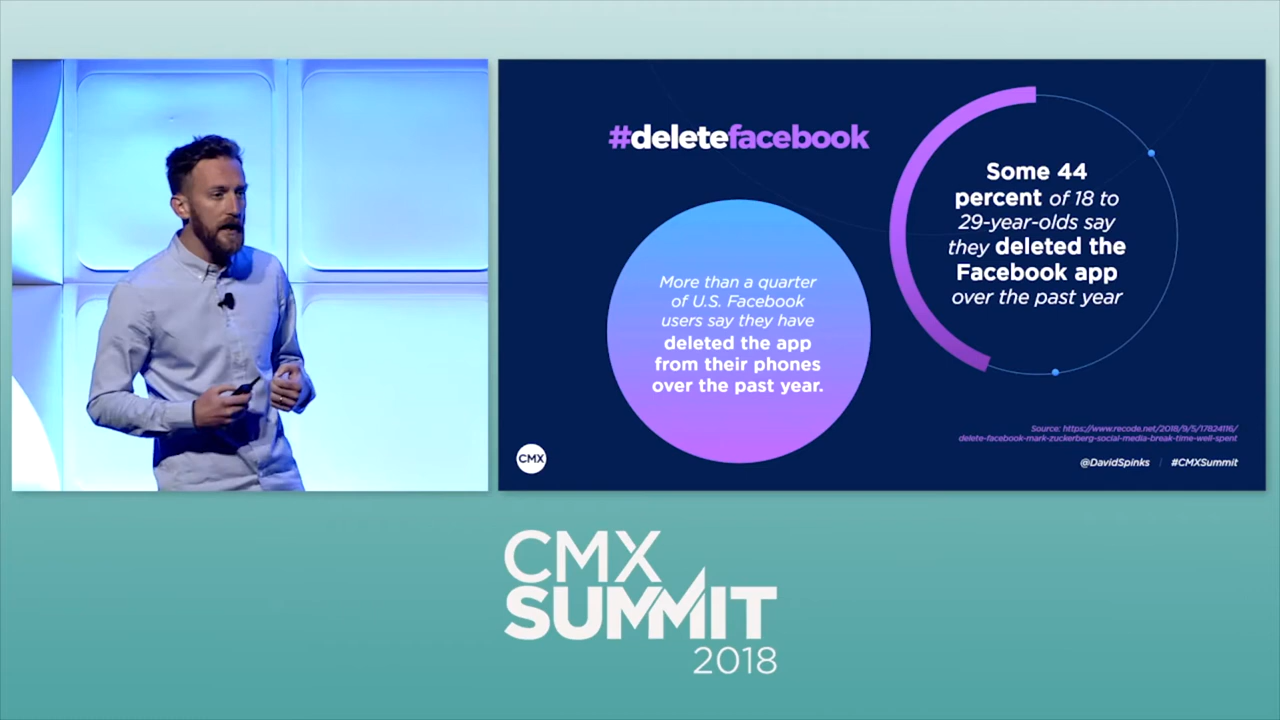 #deletefacebook
More than a quarter
of U.S. Facebook
users say they have
deleted the app
from their phones
over the past year.
Some 44
percent of 18 to
29-year-olds say
they deleted the
Facebook app
over the past year
Source: https://www.recode.net/2018/9/5/17824116/
delete-facebook-mark-zuckerberg-social-media-break-time-well-spent
CMX
@DavidSpinks | #CMXSummit
CMX
SUMMIT
2018